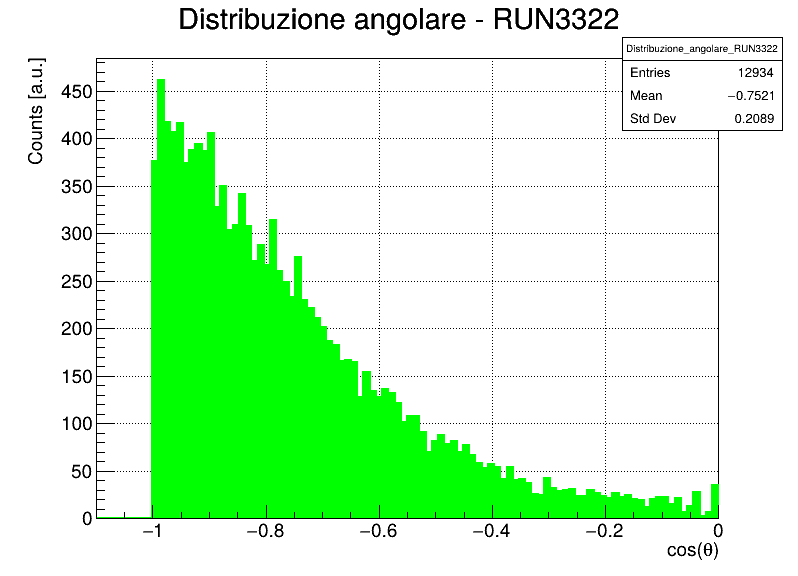 Distribuzione angolare - RUN3322
Distribuzione_angolare_RUN3322
Entries 12934
Mean −0.7521
Std Dev 0.2089
Counts [a.u.]
450
400
350
300
250
200
150
100
50
0
−1 −0.8 −0.6 −0.4 −0.2 0
cos(θ)